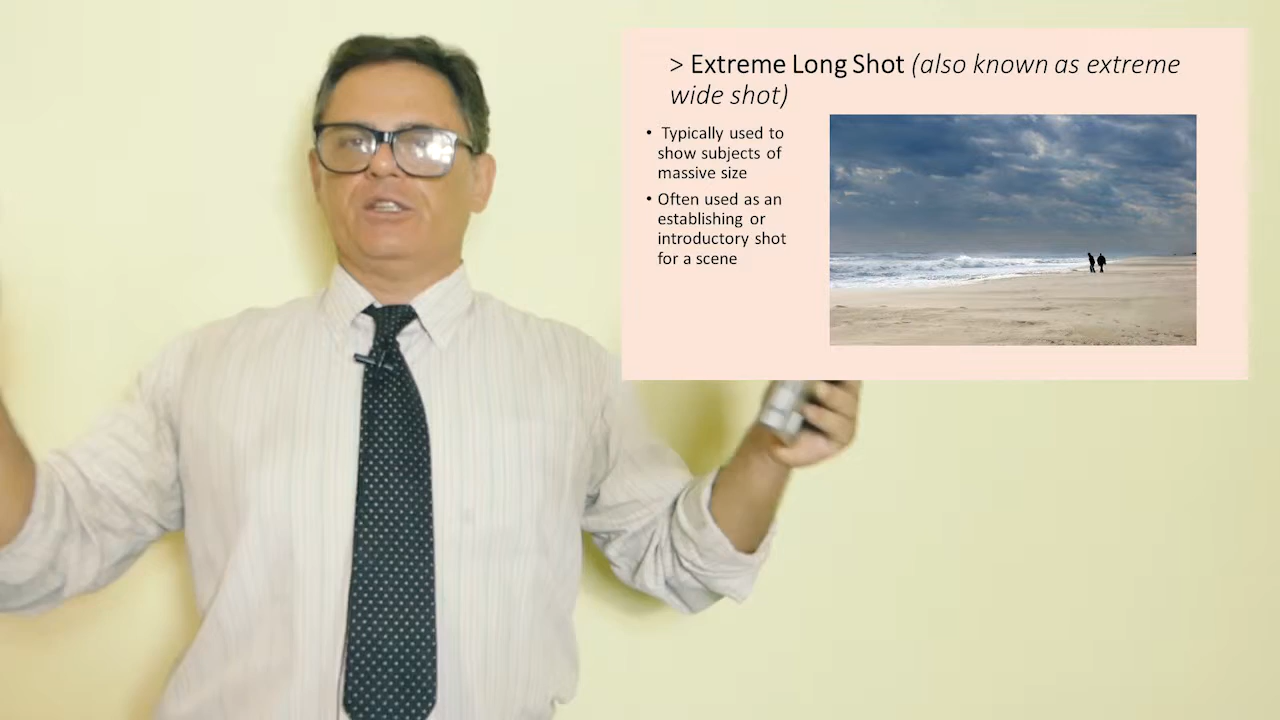 > Extreme Long Shot (also known as extreme
wide shot)
• Typically used to
show subjects of
massive size
• Often used as an
establishing or
introductory shot
for a scene